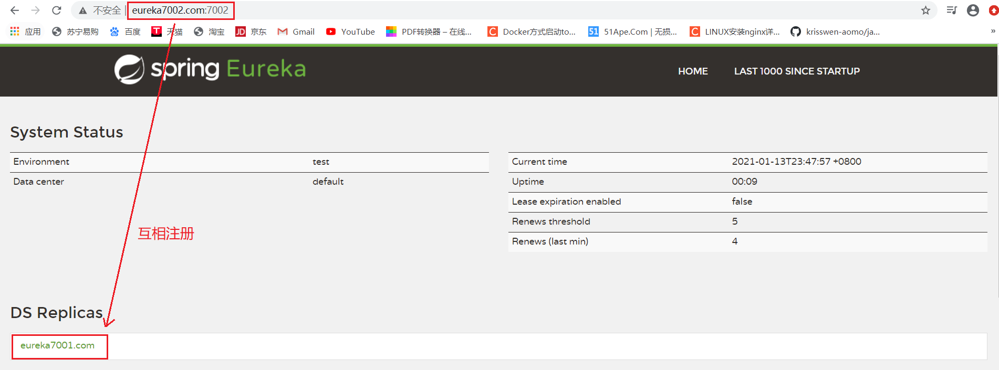 不安全 | eureka7002.com:7002
应用 苏宁易购 百度 天猫 淘宝 JD 京东 Gmail YouTube PDF转换器 – 在线... C Docker方式启动to... 51 51Ape.Com | 无损... C LINUX安装nginx详... krisswen-aomo/ja... »
spring Eureka
HOME LAST 1000 SINCE STARTUP
System Status
Environment test
Data center default
Current time 2021-01-13T23:47:57 +0800
Uptime 00:09
Lease expiration enabled false
Renews threshold 5
Renews (last min) 4
互相注册
DS Replicas
eureka7001.com